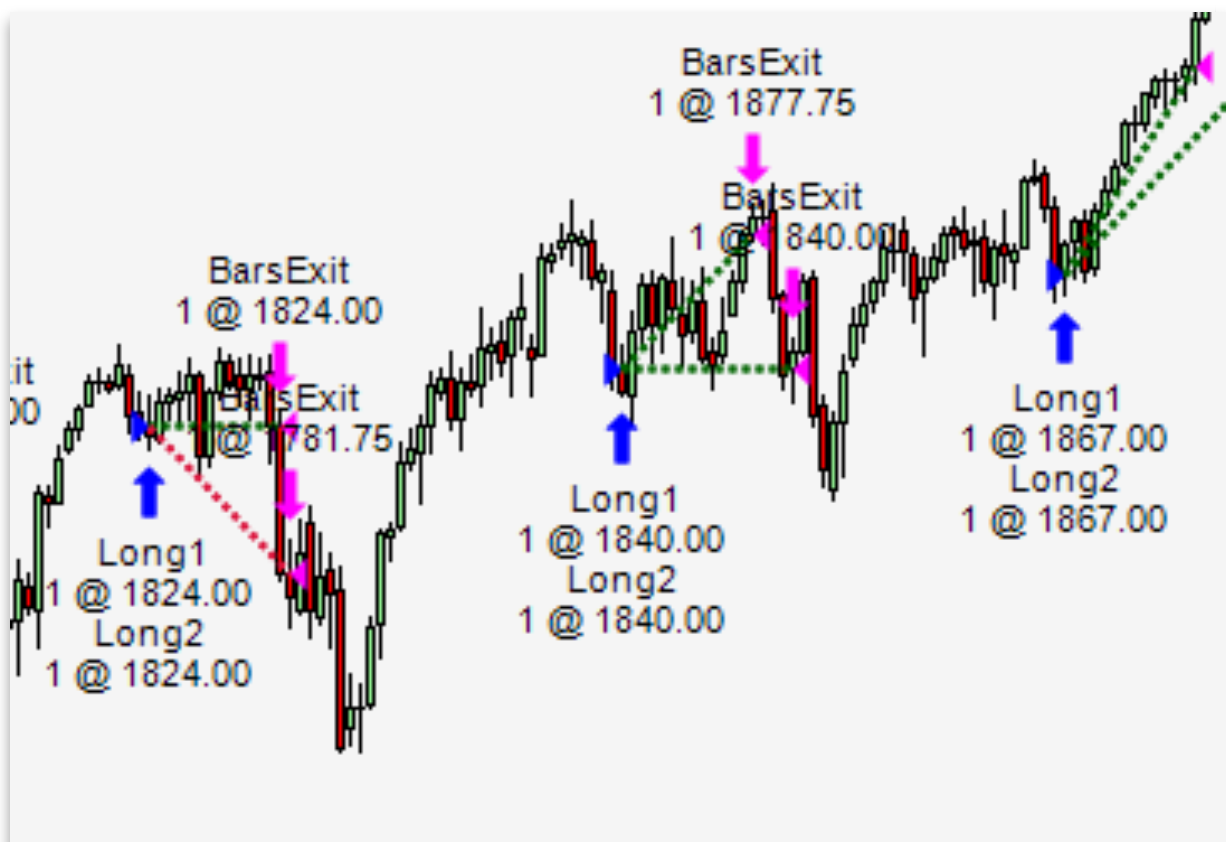 BarsExit
1 @ 1877.75
BarsExit
1 @ 1840.00
BarsExit
1 @ 1824.00
BarsExit
1 @ 1781.75
Long1
1 @ 1824.00
Long2
1 @ 1824.00
Long1
1 @ 1840.00
Long2
1 @ 1840.00
Long1
1 @ 1867.00
Long2
1 @ 1867.00